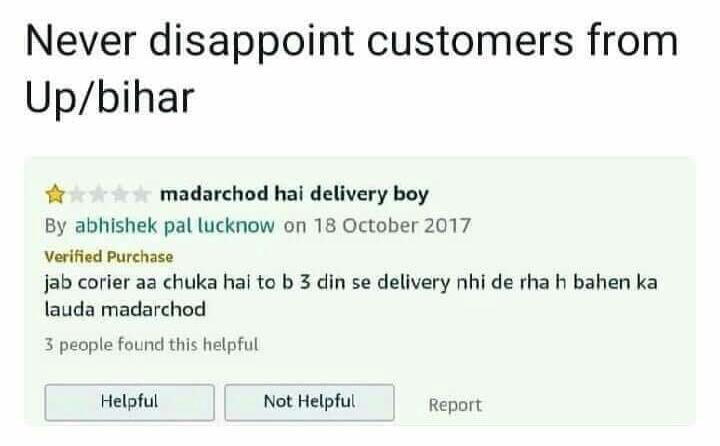 Never disappoint customers from
Up/bihar
madarchod hai delivery boy
By abhishek pal lucknow on 18 October 2017
Verified Purchase
jab corier aa chuka hai to b 3 din se delivery nhi de rha h bahen ka
lauda madarchod
3 people found this helpful
Helpful Not Helpful Report